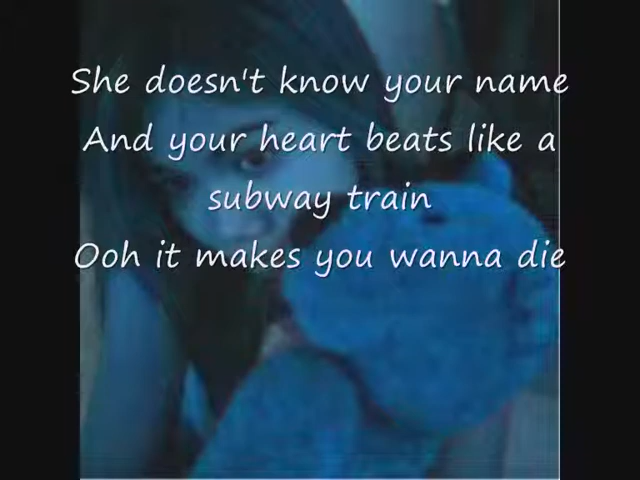 She doesn't know your name
And your heart beats like a
subway train
Ooh it makes you wanna die